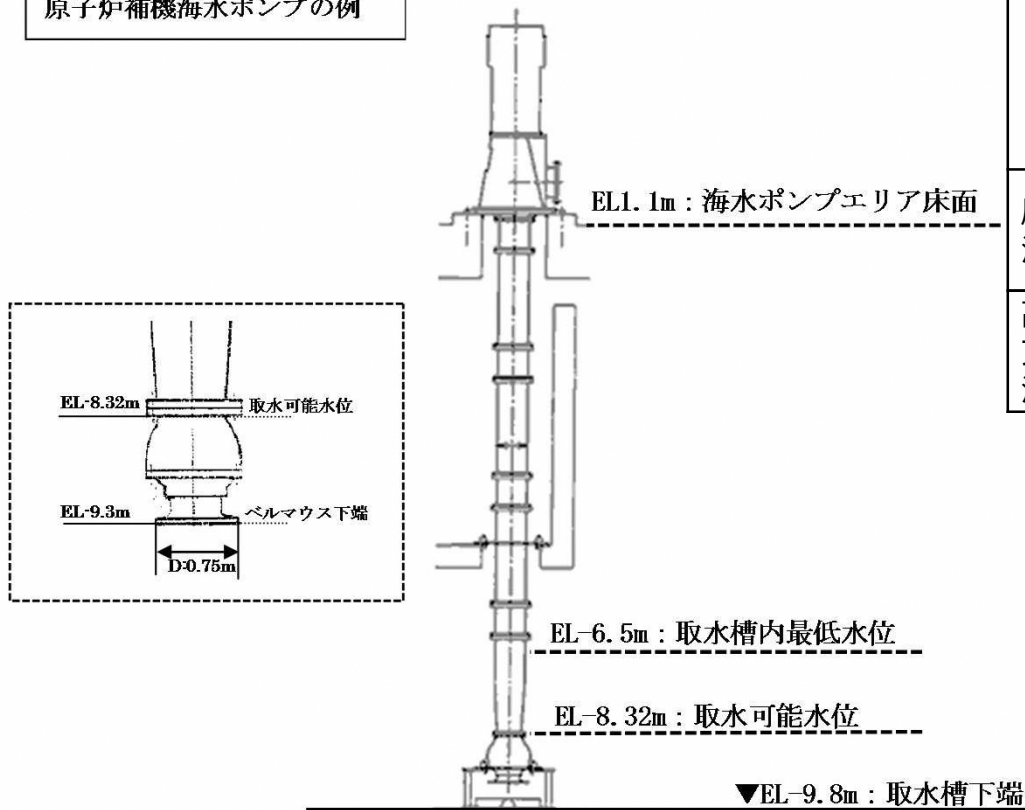 原子炉補機海水ポンプの例
EL1.1m：海水ポンプエリア床面
EL-8.32m 取水可能水位
EL-9.3m ベルマウス下端
D:0.75m
EL-6.5m：取水槽内最低水位
EL-8.32m：取水可能水位
▼EL-9.8m：取水槽下端